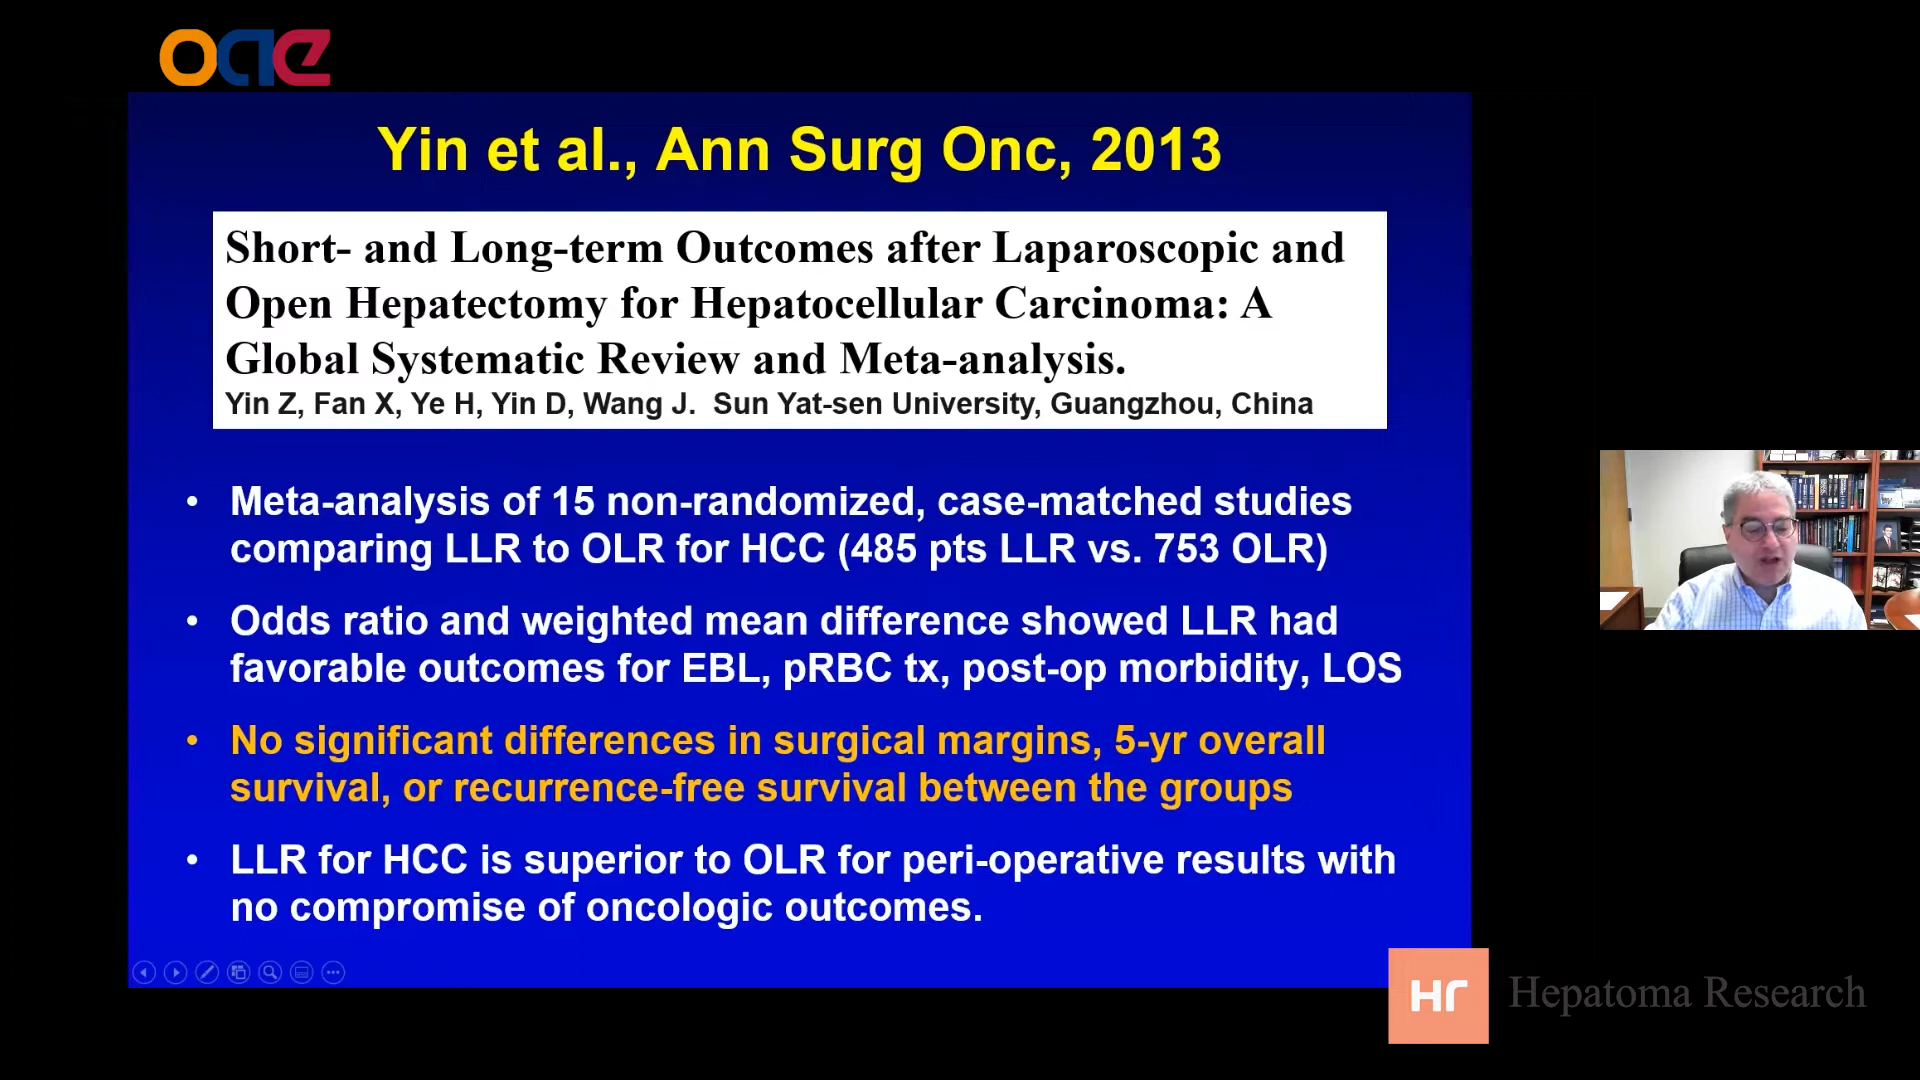 oae
Yin et al., Ann Surg Onc, 2013
Short- and Long-term Outcomes after Laparoscopic and
Open Hepatectomy for Hepatocellular Carcinoma: A
Global Systematic Review and Meta-analysis.
Yin Z, Fan X, Ye H, Yin D, Wang J. Sun Yat-sen University, Guangzhou, China
• Meta-analysis of 15 non-randomized, case-matched studies
comparing LLR to OLR for HCC (485 pts LLR vs. 753 OLR)
• Odds ratio and weighted mean difference showed LLR had
favorable outcomes for EBL, pRBC tx, post-op morbidity, LOS
• No significant differences in surgical margins, 5-yr overall
survival, or recurrence-free survival between the groups
• LLR for HCC is superior to OLR for peri-operative results with
no compromise of oncologic outcomes.
Hr Hepatoma Research